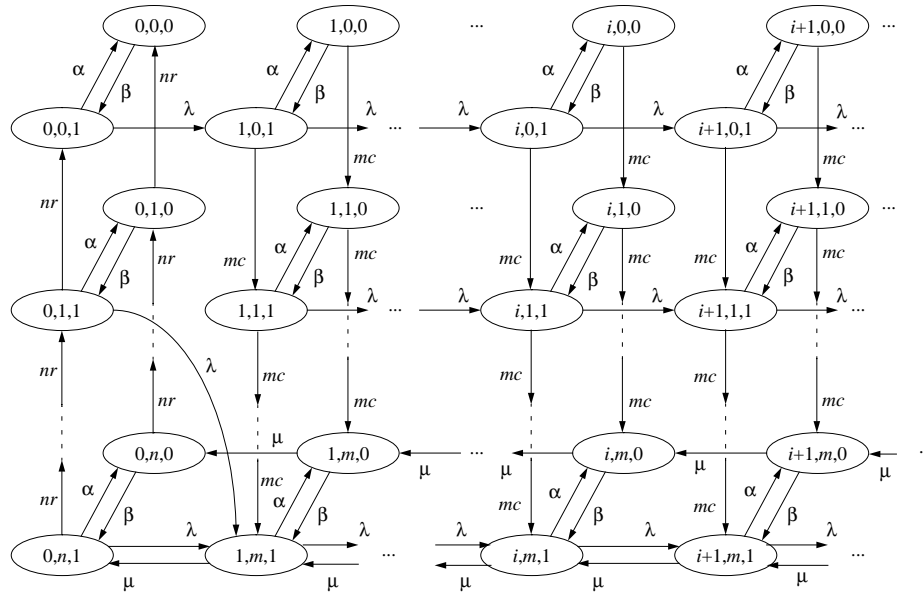 0,0,0 1,0,0 ... i,0,0 i+1,0,0 ...
α β nr α β α β α β
λ λ λ λ λ
0,0,1 1,0,1 ... i,0,1 i+1,0,1 ...
mc mc mc
nr 0,1,0 1,1,0 ... i,1,0 i+1,1,0 ...
α β nr mc α β mc mc α β mc mc α β mc
λ λ λ λ
0,1,1 1,1,1 ... i,1,1 i+1,1,1 ...
λ
nr nr mc mc mc mc mc mc
μ μ μ μ μ
0,n,0 1,m,0 ... i,m,0 i+1,m,0 .
nr α β mc α β mc α β mc α β
λ λ λ λ λ
0,n,1 1,m,1 ... i,m,1 i+1,m,1 ...
μ μ μ μ μ